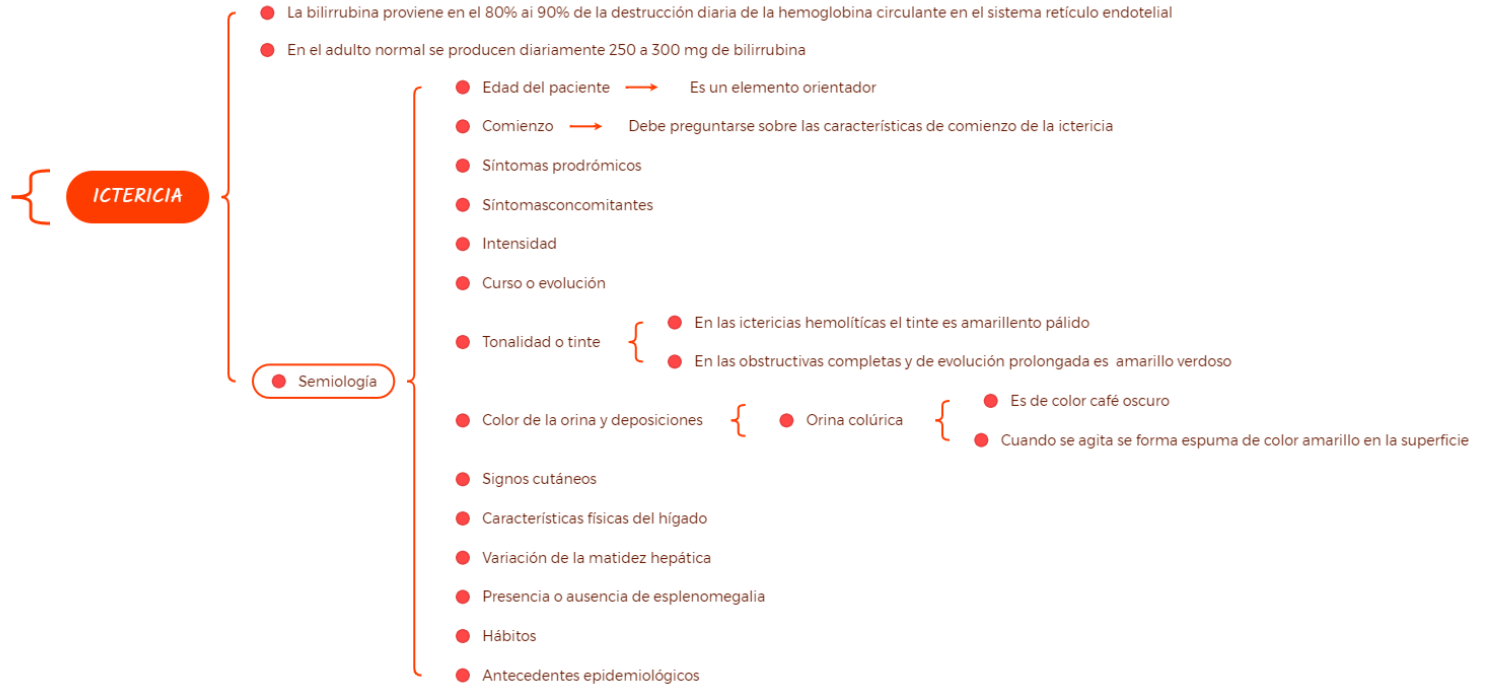 La bilirrubina proviene en el 80% ai 90% de la destrucción diaria de la hemoglobina circulante en el sistema retículo endotelial
En el adulto normal se producen diariamente 250 a 300 mg de bilirrubina
ICTERICIA
Semiología
Edad del paciente
Es un elemento orientador
Comienzo
Debe preguntarse sobre las características de comienzo de la ictericia
Síntomas prodrómicos
Síntomasconcomitantes
Intensidad
Curso o evolución
Tonalidad o tinte
En las ictericias hemolíticas el tinte es amarillento pálido
En las obstructivas completas y de evolución prolongada es amarillo verdoso
Color de la orina y deposiciones
Orina colúrica
Es de color café oscuro
Cuando se agita se forma espuma de color amarillo en la superficie
Signos cutáneos
Características físicas del hígado
Variación de la matidez hepática
Presencia o ausencia de esplenomegalia
Hábitos
Antecedentes epidemiológicos